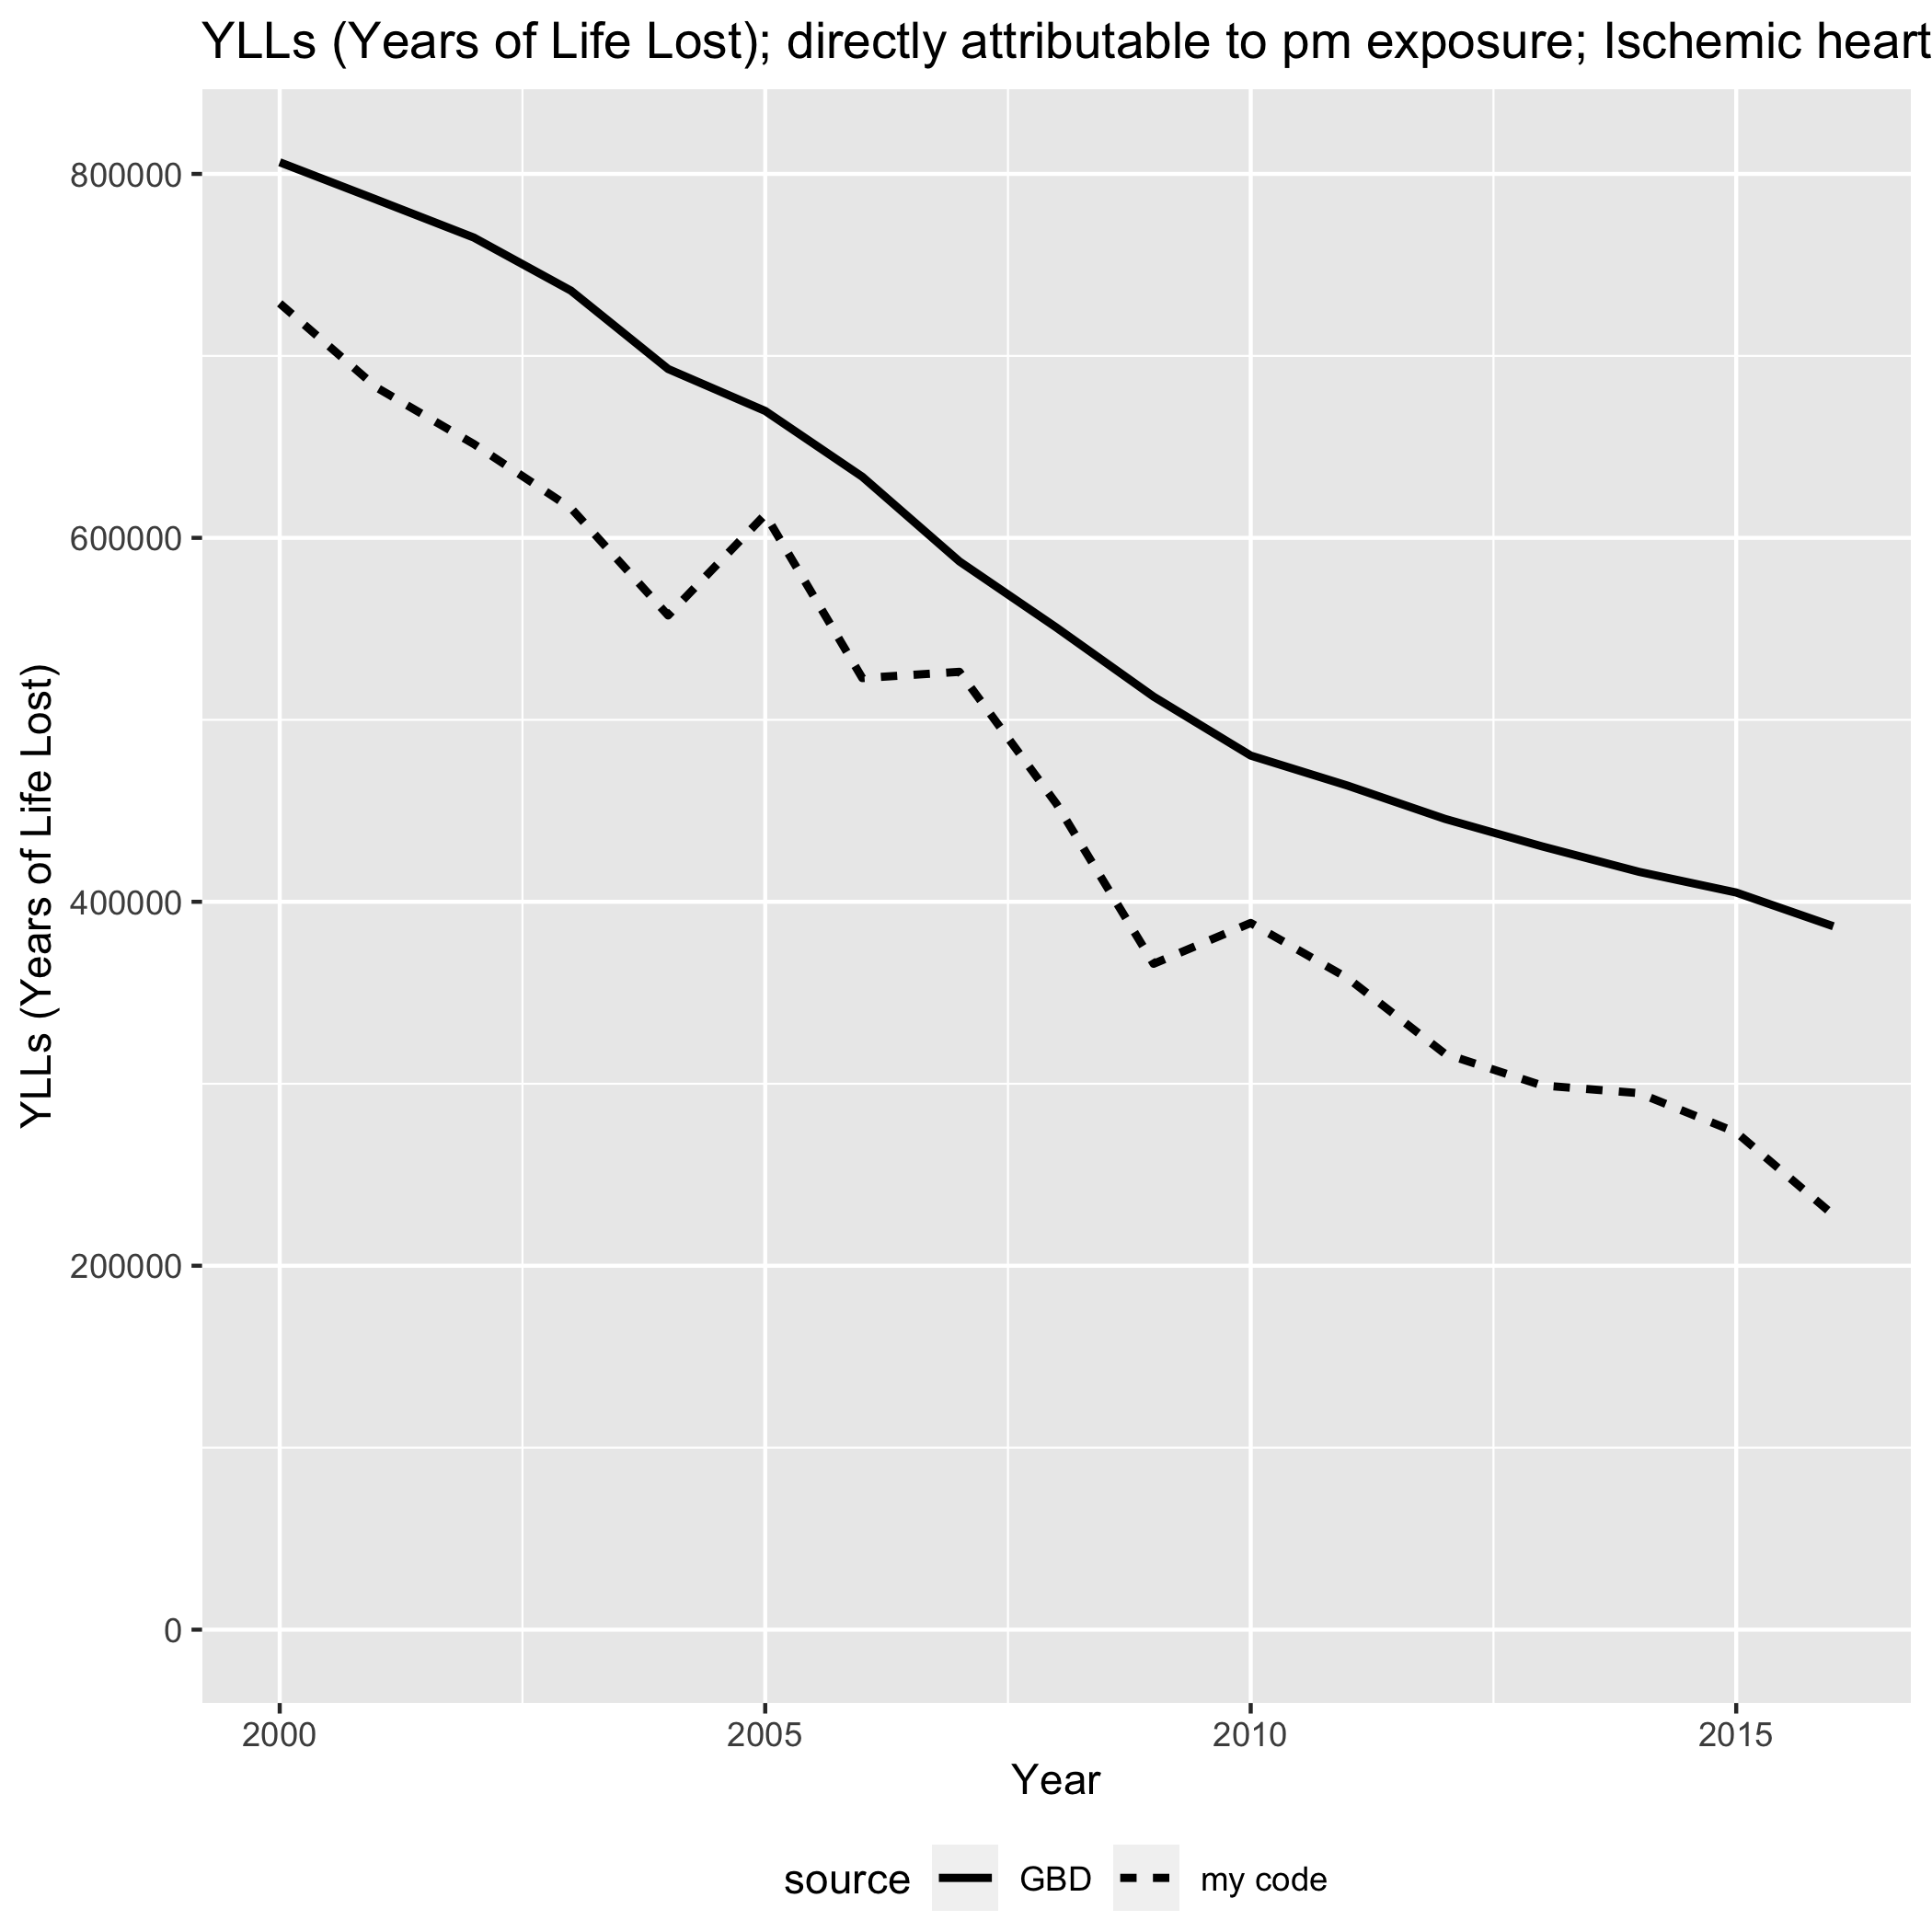 YLLs (Years of Life Lost); directly attributable to pm exposure; Ischemic heart
YLLs (Years of Life Lost)
800000
600000
400000
200000
0
2000 2005 2010 2015
Year
source GBD my code